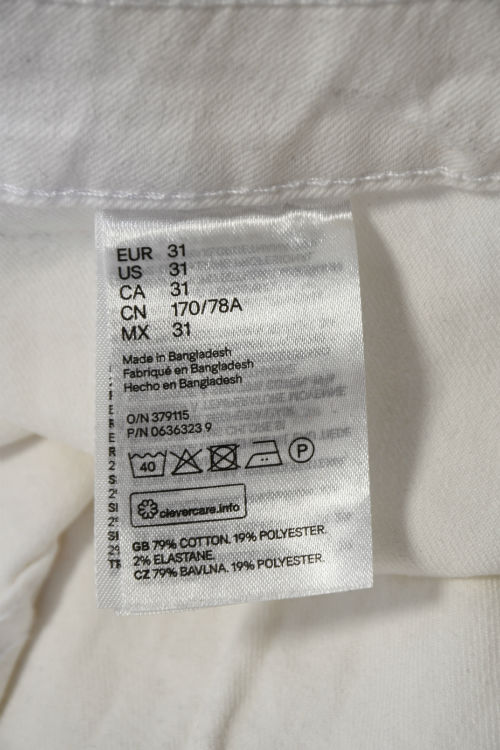 EUR 31
US 31
CA 31
CN 170/78A
MX 31
Made in Bangladesh
Fabriqué en Bangladesh
Hecho en Bangladesh
O/N 379115
P/N 0636323 9
40 P
clevercare.info
GB 79% COTTON. 19% POLYESTER.
2% ELASTANE.
CZ 79% BAVLNA. 19% POLYESTER.